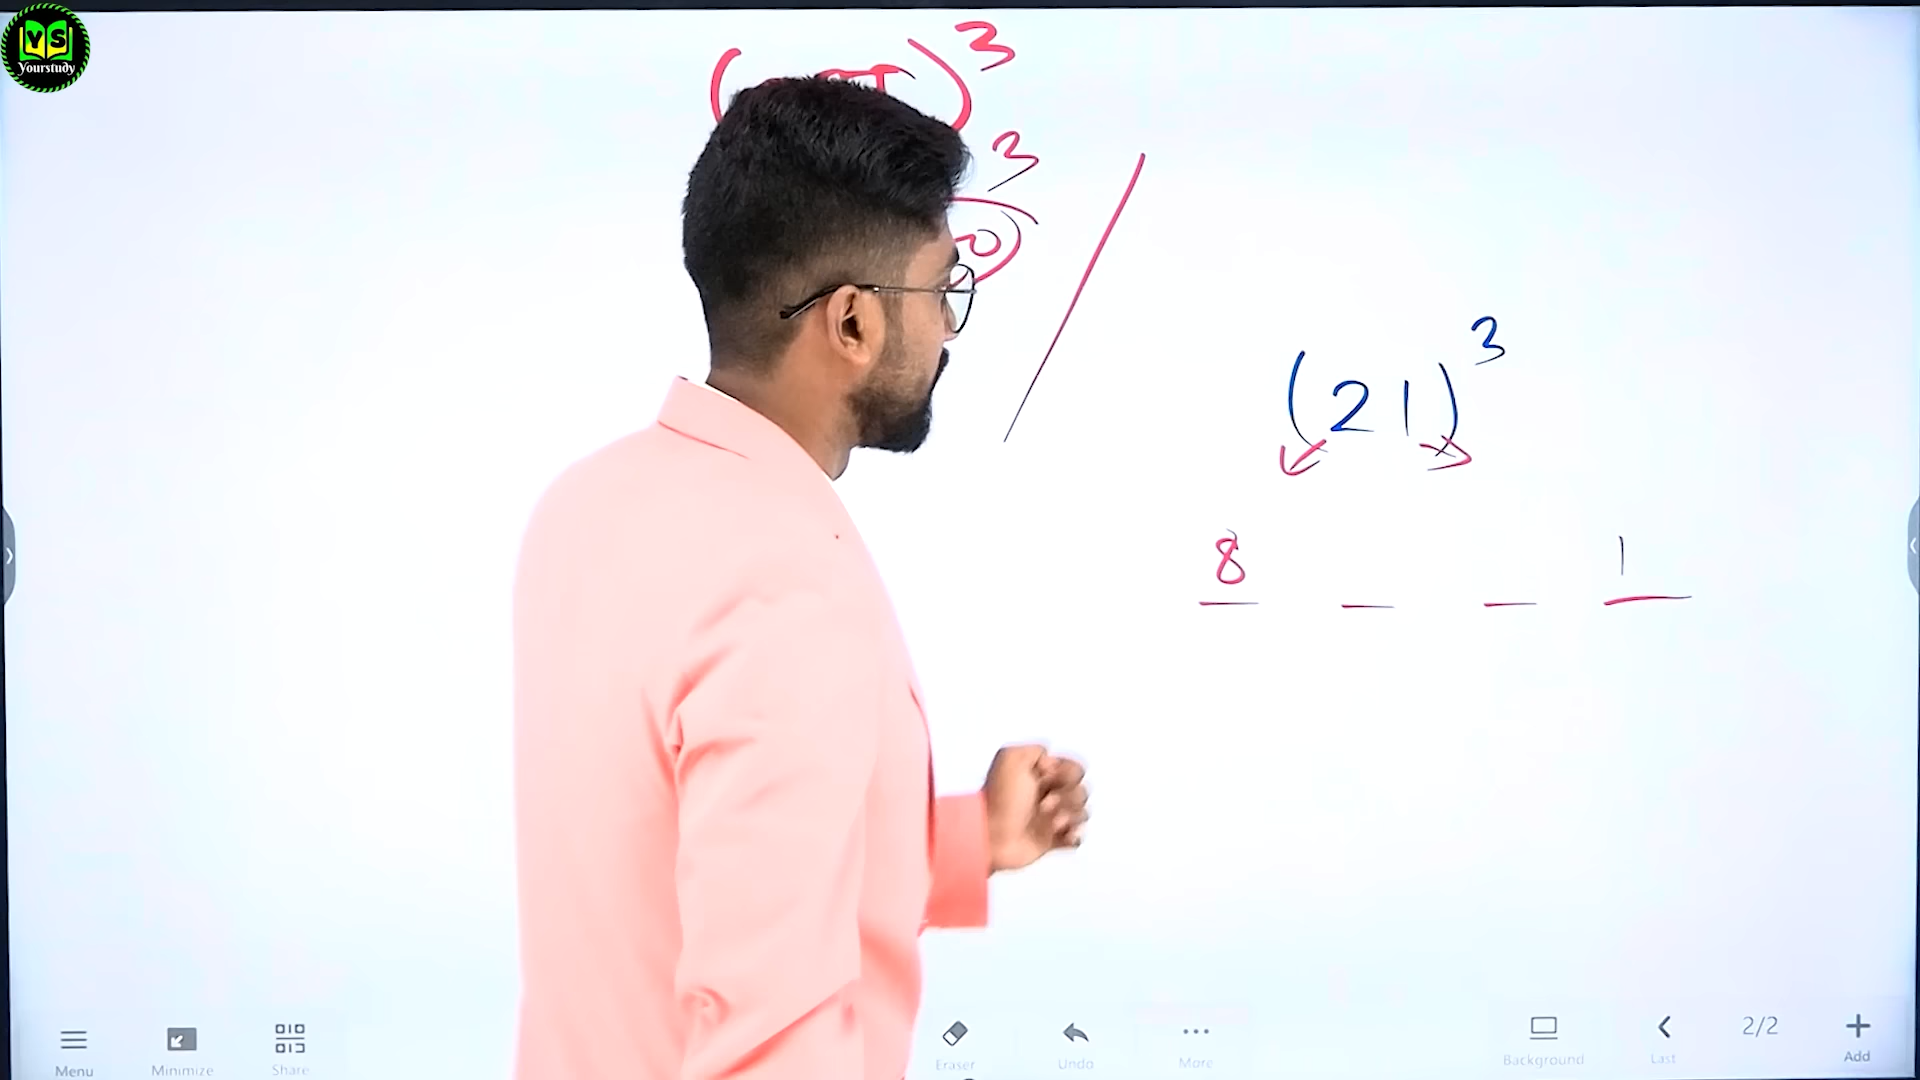 YS
Yourstudy
)³
3
0)
(21)³
8 _ _ 1
Menu
Minimize
Share
Eraser
Undo
More
Background
Last
2/2
Add